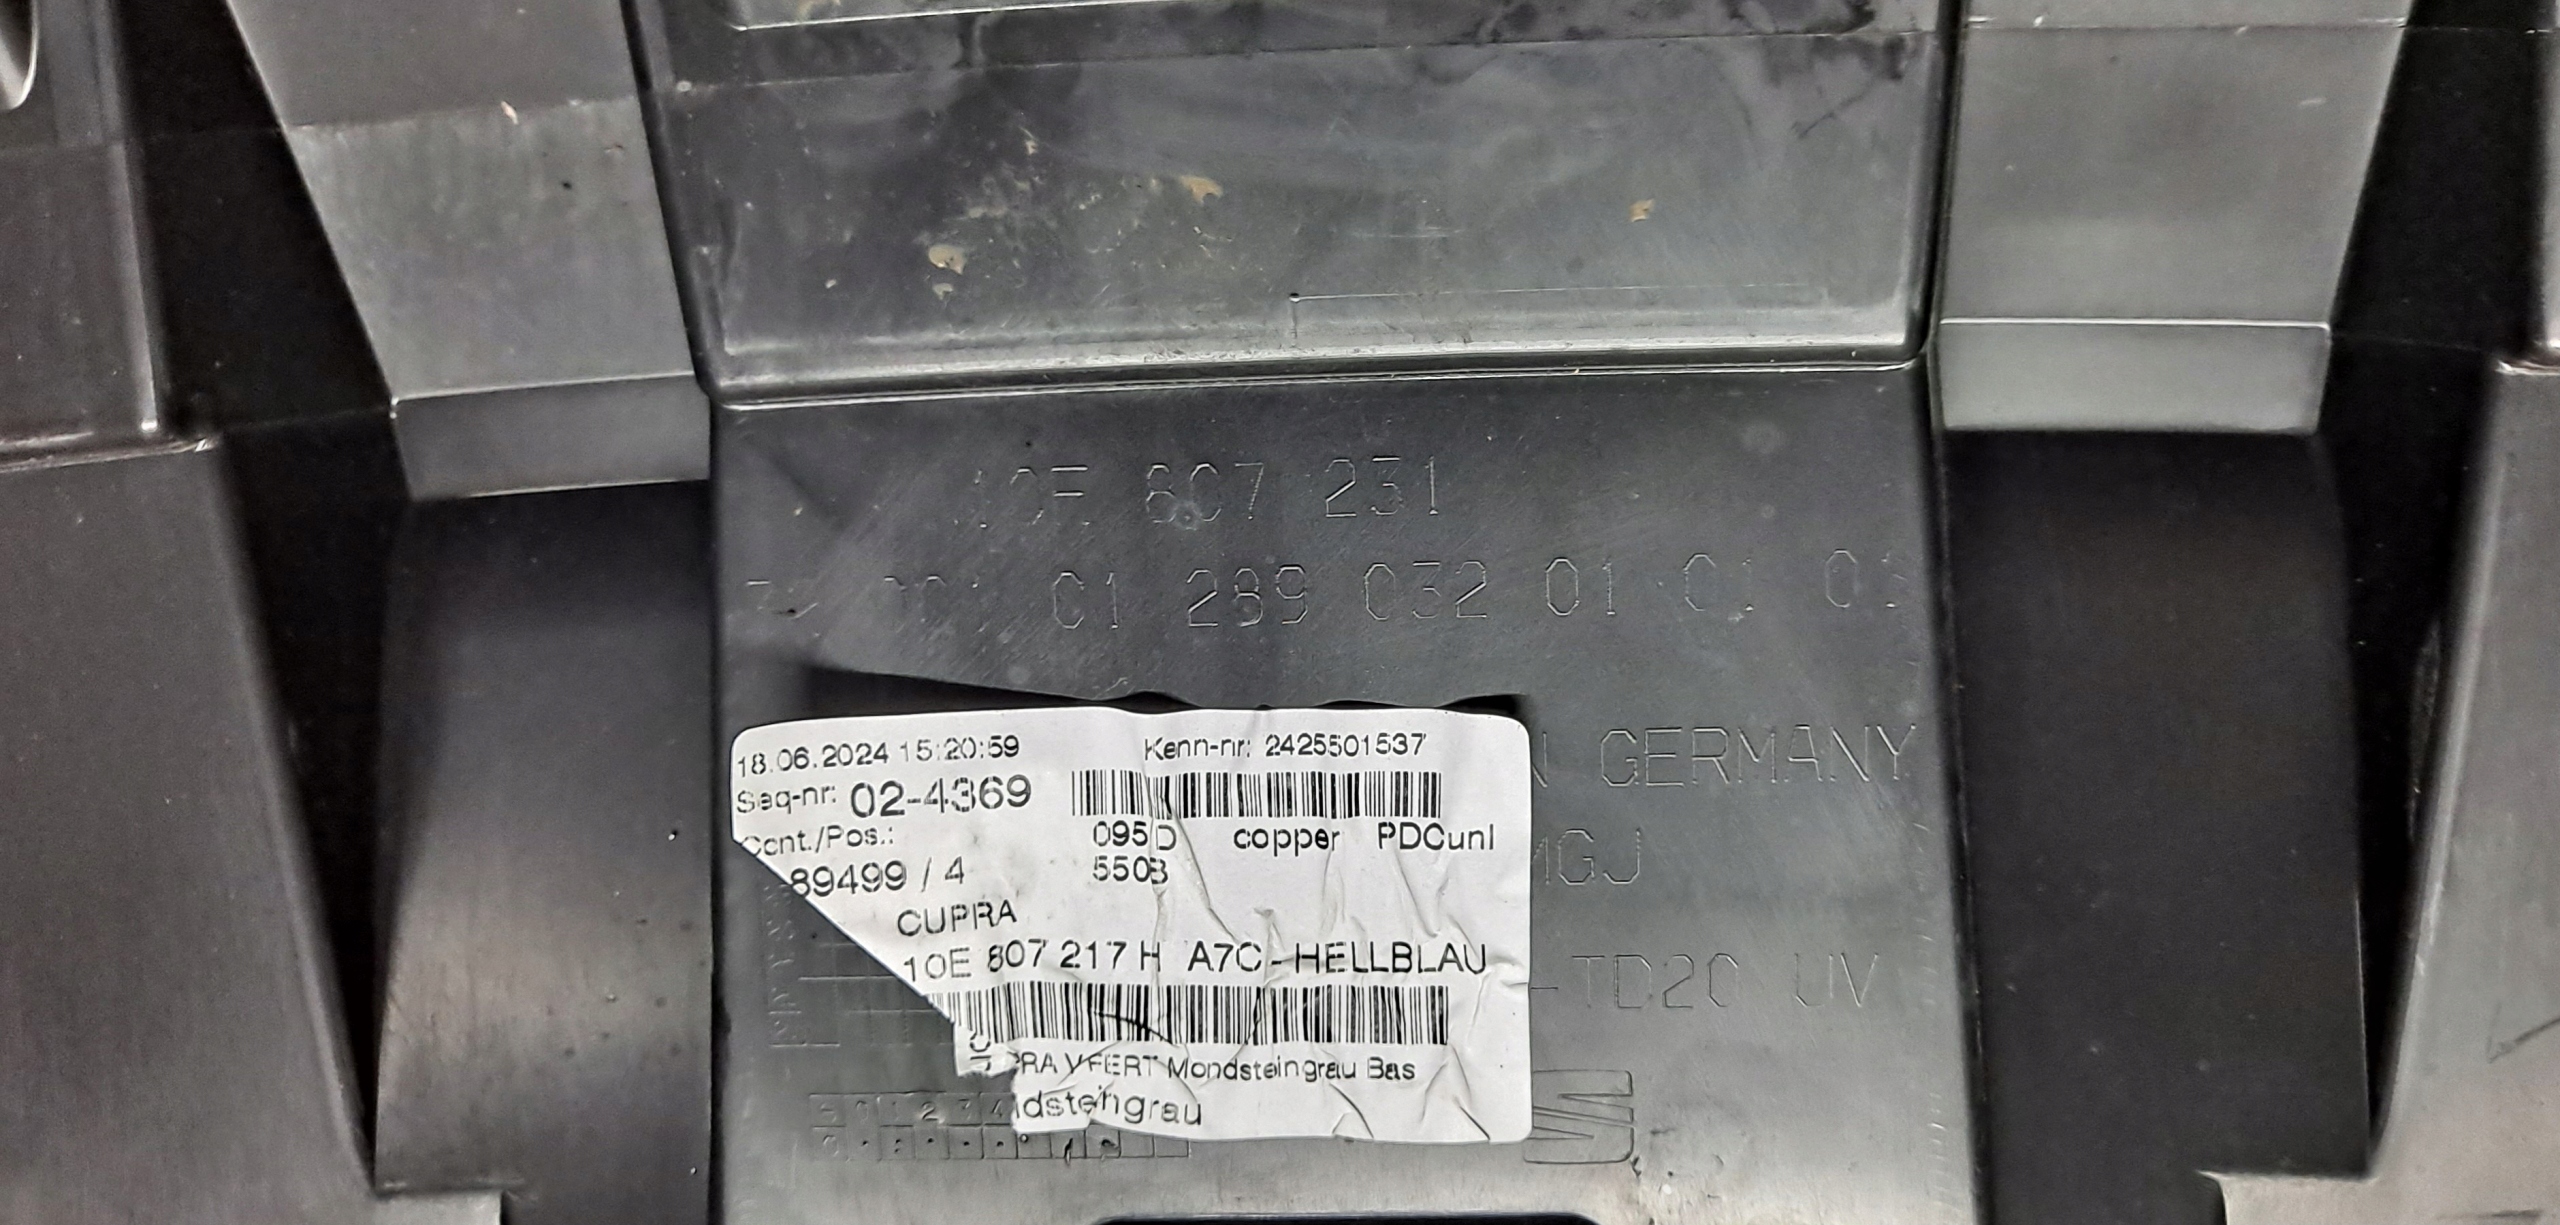 10E 807 231
01 289 032 01 01
18.06.2024 15:20:59
Kenn-nr: 2425501537
Seq-nr: 02-4369
Cont./Pos.:
095D copper PDCunl
89499 / 4
550B
CUPRA
10E 807 217 H A7C-HELLBLAU
PRA VFERT Mondsteingrau Bas
dsteingrau
GERMANY
MGJ
-TD20 UV